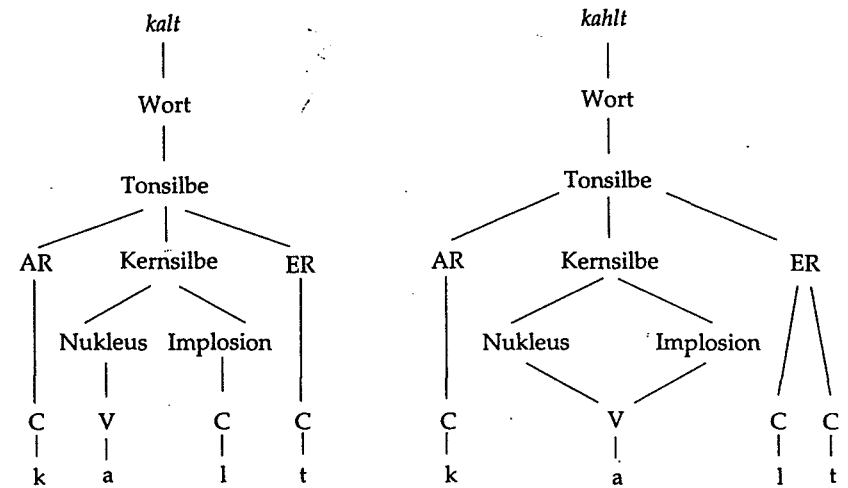 kalt kahlt
Wort Wort
Tonsilbe Tonsilbe
AR Kernsilbe ER AR Kernsilbe ER
Nukleus Implosion Nukleus Implosion
C V C C C V C C
k a l t k a l t